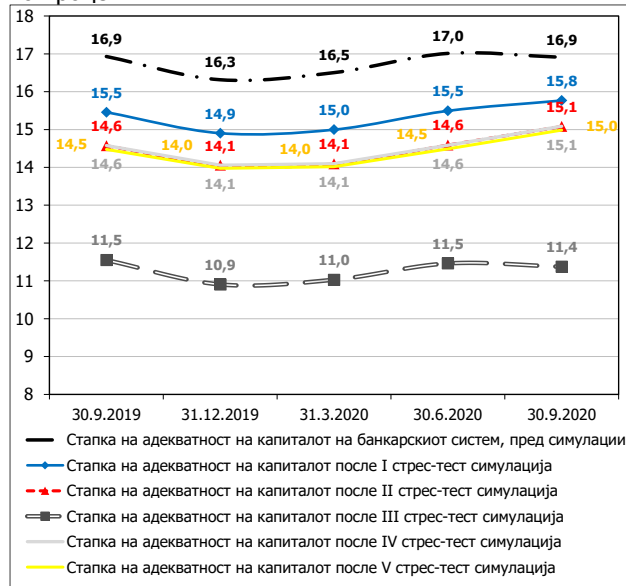 18
17
16
15
14
13
12
11
10
9
8
16,9 16,3 16,5 17,0 16,9
15,5 14,9 15,0 15,5 15,8
14,6 14,1 14,1 14,6 15,1
14,5 14,0 14,0 14,5 15,0
14,6 14,1 14,1 14,6 15,1
11,5 10,9 11,0 11,5 11,4
30.9.2019 31.12.2019 31.3.2020 30.6.2020 30.9.2020
Стапка на адекватност на капиталот на банкарскиот систем, пред симулации
Стапка на адекватност на капиталот после I стрес-тест симулација
Стапка на адекватност на капиталот после II стрес-тест симулација
Стапка на адекватност на капиталот после III стрес-тест симулација
Стапка на адекватност на капиталот после IV стрес-тест симулација
Стапка на адекватност на капиталот после V стрес-тест симулација